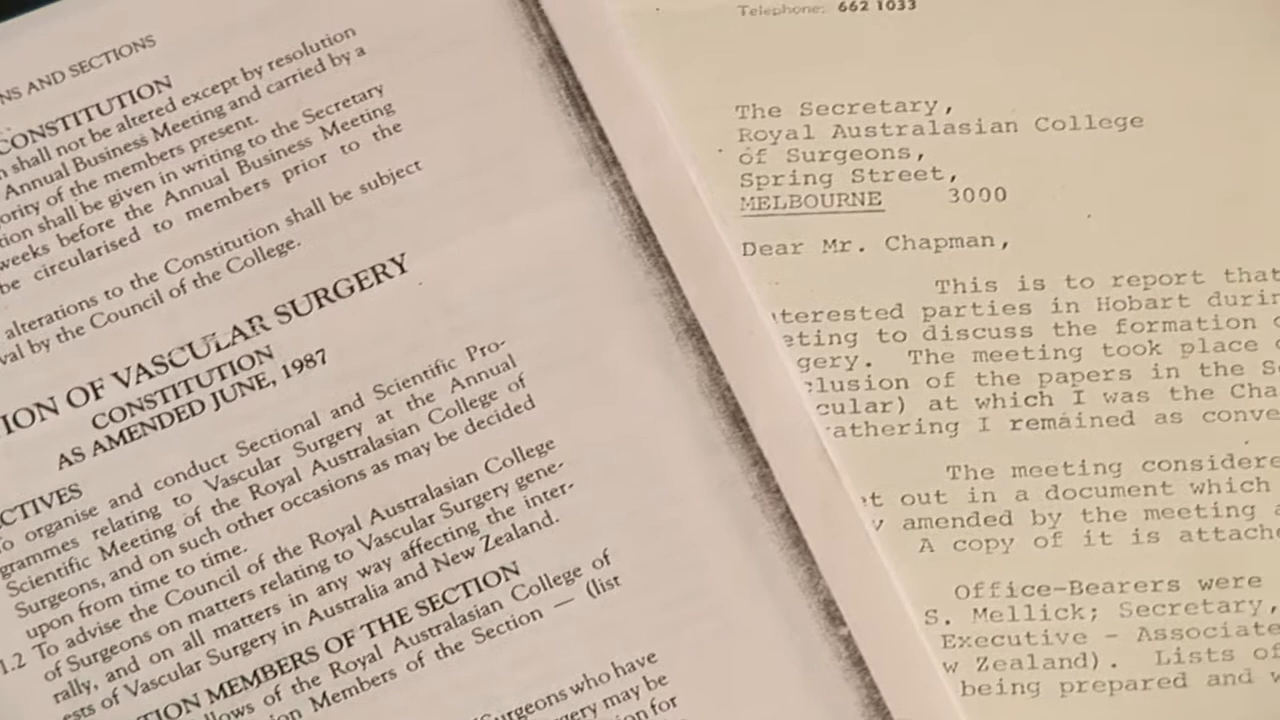 NS AND SECTIONS
CONSTITUTION
shall not be altered except by resolution
Annual Business Meeting and carried by a
ority of the members present.
tion shall be given in writing to the Secretary
weeks before the Annual Business Meeting
be circularised to members prior to the
alterations to the Constitution shall be subject
val by the Council of the College.
ION OF VASCULAR SURGERY
CONSTITUTION
AS AMENDED JUNE, 1987
CTIVES
To organise and conduct Sectional and Scientific Pro-
grammes relating to Vascular Surgery at the Annual
Scientific Meeting of the Royal Australasian College of
Surgeons, and on such other occasions as may be decided
upon from time to time.
1.2 To advise the Council of the Royal Australasian College
of Surgeons on matters relating to Vascular Surgery gene-
rally, and on all matters in any way affecting the inter-
ests of Vascular Surgery in Australia and New Zealand.
TION MEMBERS OF THE SECTION
llows of the Royal Australasian College of
on Members of the Section — (list
urgeons who have
gery may be
ion for
Telephone: 662 1033
The Secretary,
Royal Australasian College
of Surgeons,
Spring Street,
MELBOURNE 3000
Dear Mr. Chapman,
This is to report that
nterested parties in Hobart durin
eting to discuss the formation
gery. The meeting took place
clusion of the papers in the S
cular) at which I was the Cha
athering I remained as conve
The meeting considere
t out in a document which
y amended by the meeting a
A copy of it is attache
Office-Bearers were
S. Mellick; Secretary,
Executive - Associate
w Zealand). Lists of
being prepared and w